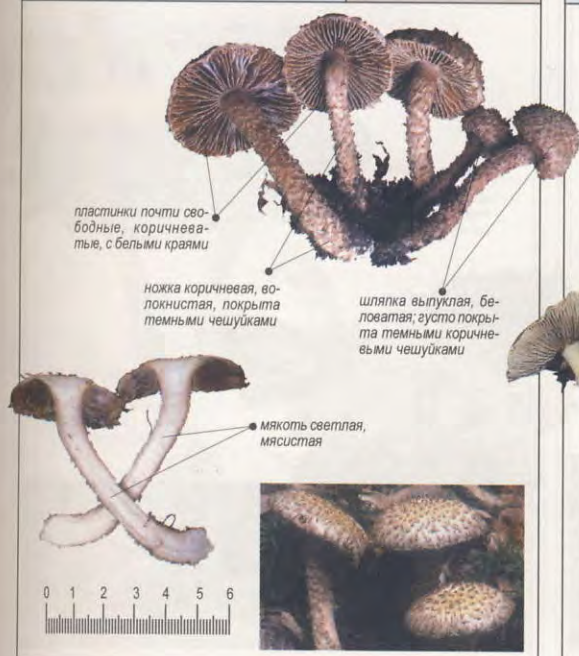 пластинки почти сво-
бодные, коричнева-
тые, с белыми краями
ножка коричневая, во-
локнистая, покрыта
темными чешуйками
шляпка выпуклая, бе-
ловатая; густо покры-
та темными коричне-
выми чешуйками
мякоть светлая,
мясистая
0 1 2 3 4 5 6